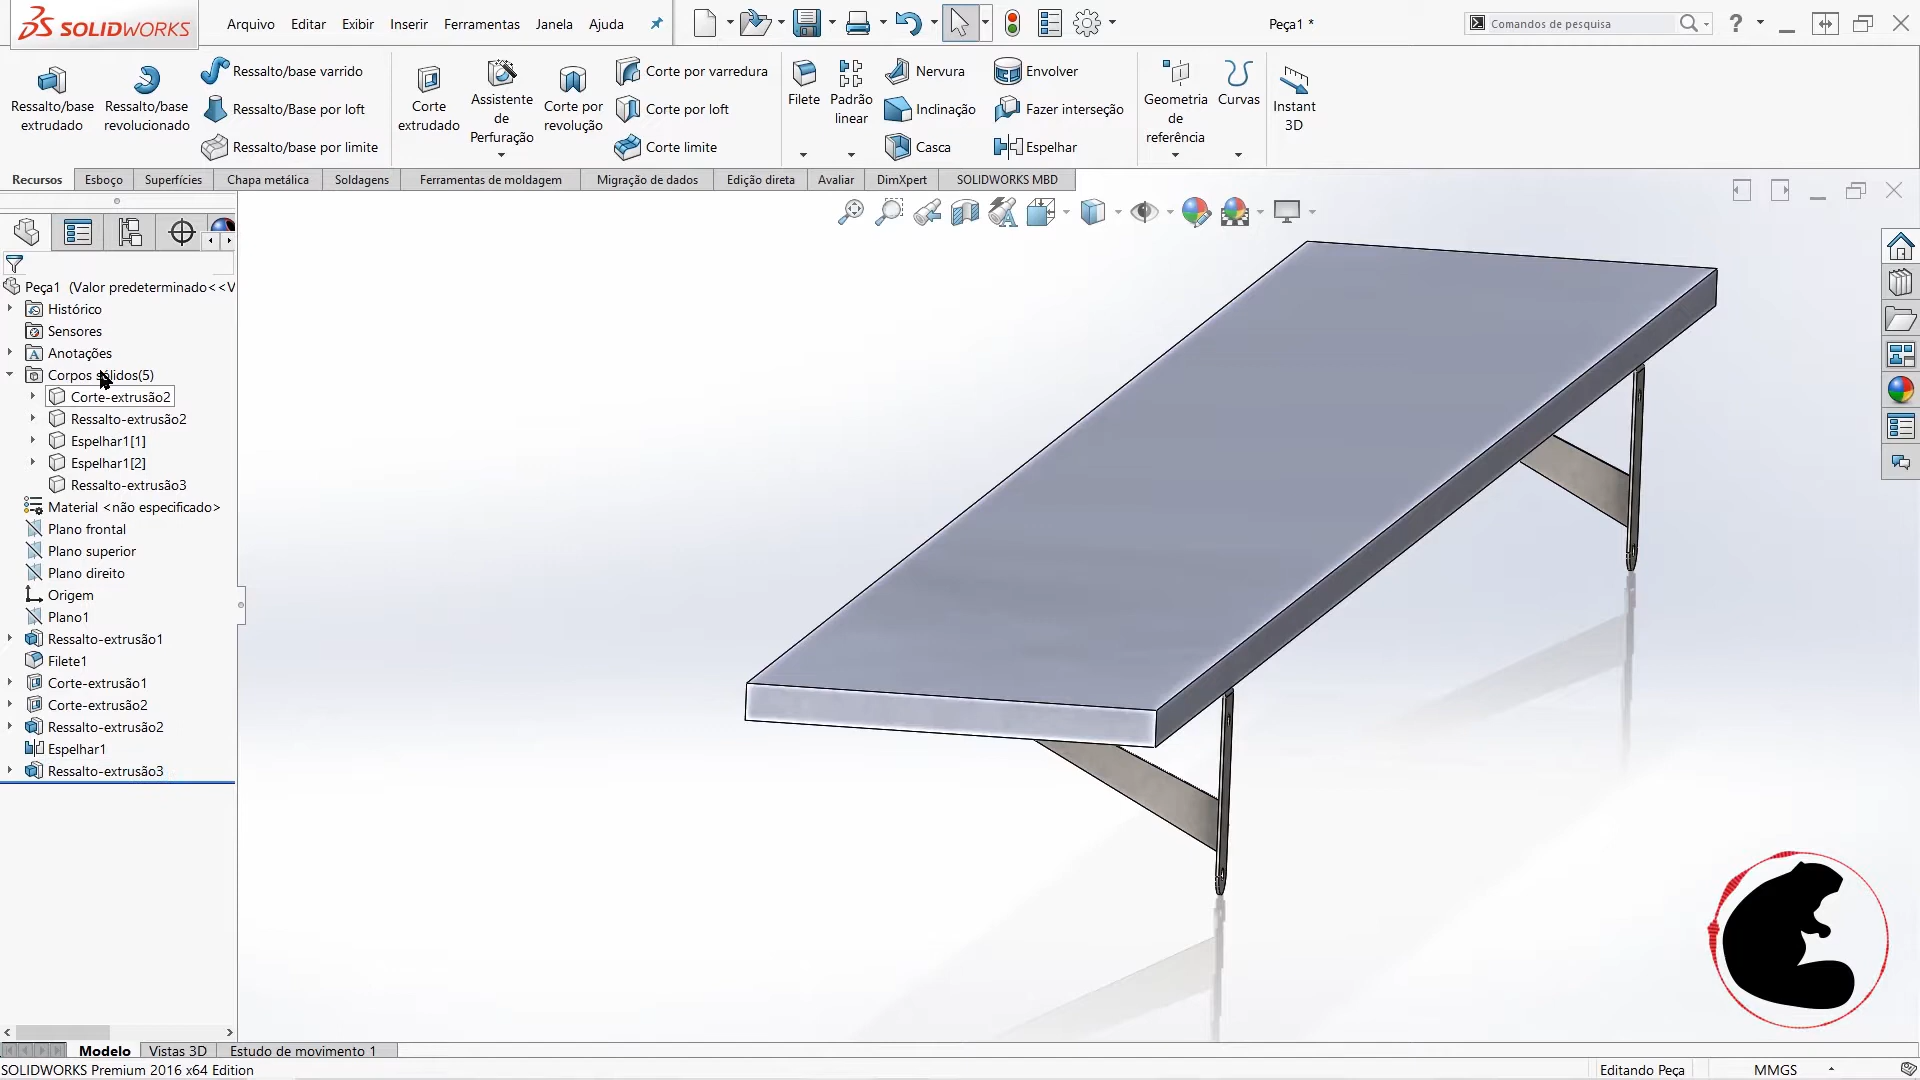 SOLIDWORKS
Arquivo Editar Exibir Inserir Ferramentas Janela Ajuda
Peça1 *
Comandos de pesquisa
?
Ressalto/base extrudado
Ressalto/base revolucionado
Ressalto/base varrido
Ressalto/Base por loft
Ressalto/base por limite
Corte extrudado
Assistente de Perfuração
Corte por revolução
Corte por varredura
Corte por loft
Corte limite
Filete
Padrão linear
Nervura
Inclinação
Casca
Envolver
Fazer interseção
Espelhar
Geometria de referência
Curvas
Instant 3D
Recursos Esboço Superfícies Chapa metálica Soldagens Ferramentas de moldagem Migração de dados Edição direta Avaliar DimXpert SOLIDWORKS MBD
Peça1 (Valor predeterminado<<V
Histórico
Sensores
Anotações
Corpos sólidos(5)
Corte-extrusão2
Ressalto-extrusão2
Espelhar1[1]
Espelhar1[2]
Ressalto-extrusão3
Material <não especificado>
Plano frontal
Plano superior
Plano direito
Origem
Plano1
Ressalto-extrusão1
Filete1
Corte-extrusão1
Corte-extrusão2
Ressalto-extrusão2
Espelhar1
Ressalto-extrusão3
Modelo Vistas 3D Estudo de movimento 1
SOLIDWORKS Premium 2016 x64 Edition
Editando Peça
MMGS